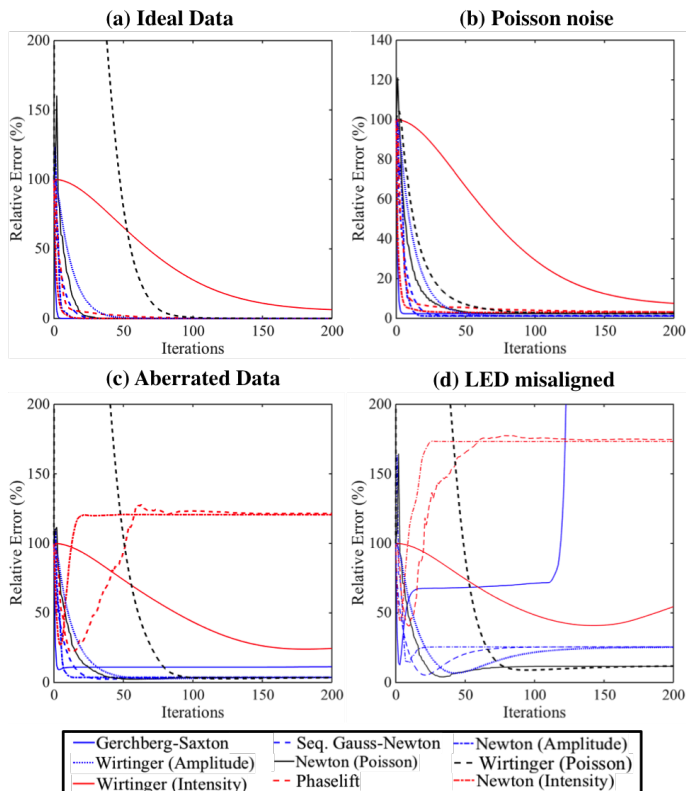 (a) Ideal Data
200
150
100
50
0
Relative Error (%)
0 50 100 150 200
Iterations
(b) Poisson noise
140
120
100
80
60
40
20
0
Relative Error (%)
0 50 100 150 200
Iterations
(c) Aberrated Data
200
150
100
50
0
Relative Error (%)
0 50 100 150 200
Iterations
(d) LED misaligned
200
150
100
50
0
Relative Error (%)
0 50 100 150 200
Iterations
Gerchberg-Saxton Seq. Gauss-Newton Newton (Amplitude)
Wirtinger (Amplitude) Newton (Poisson) Wirtinger (Poisson)
Wirtinger (Intensity) Phaselift Newton (Intensity)